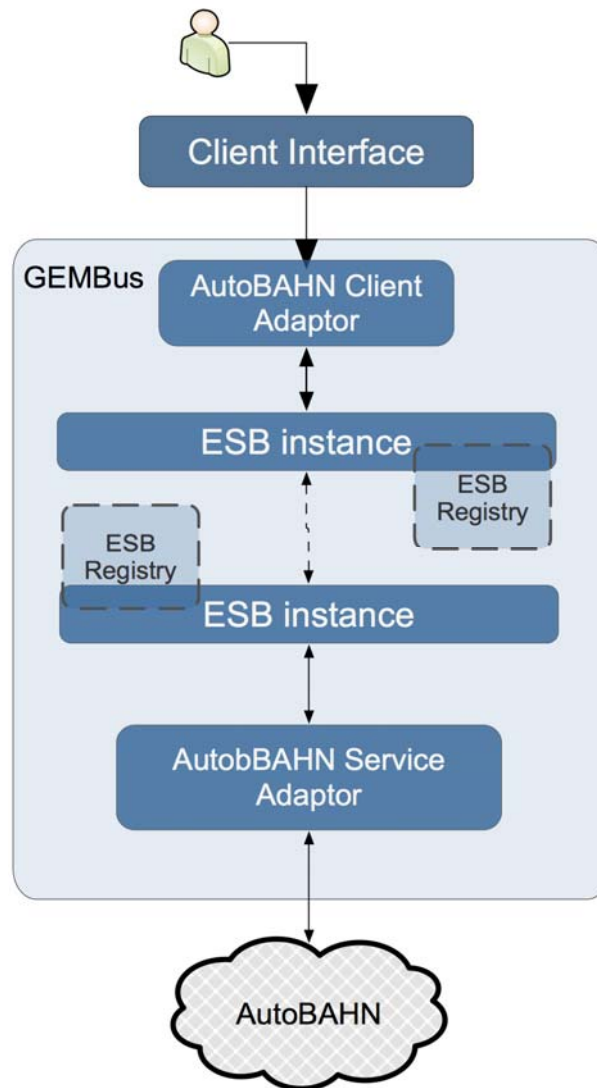 Client Interface
GEMBus
AutoBAHN Client
Adaptor
ESB instance
ESB
Registry
ESB
Registry
ESB instance
AutobBAHN Service
Adaptor
AutoBAHN